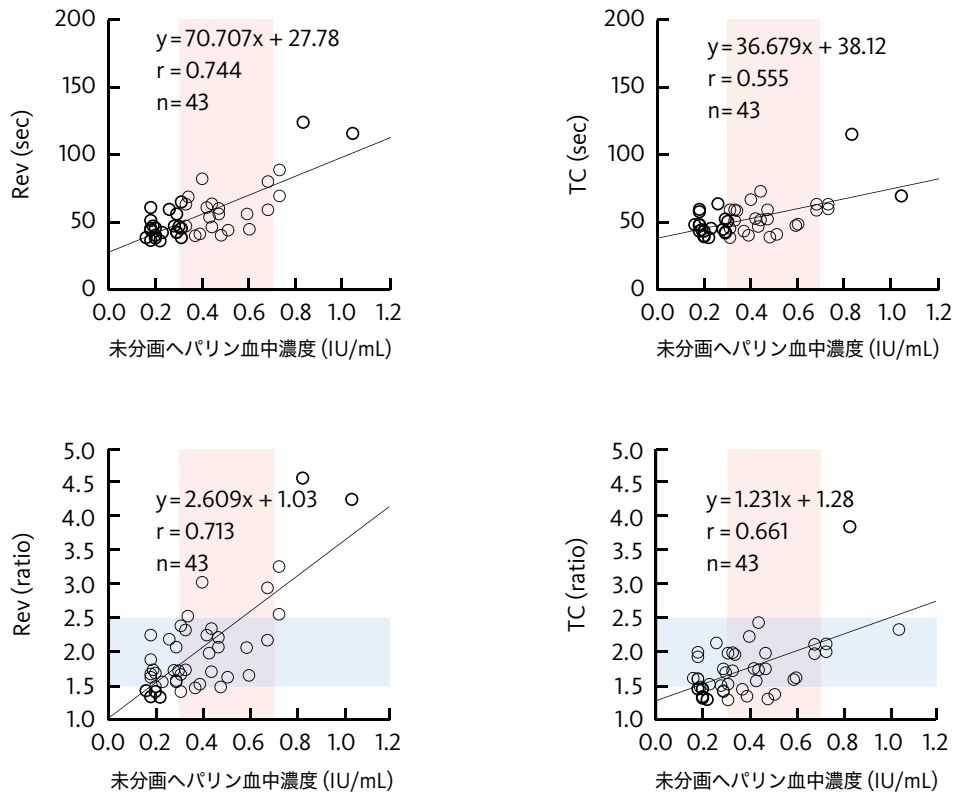 200
150
100
50
0
Rev (sec)
y=70.707x + 27.78
r = 0.744
n=43
0.0 0.2 0.4 0.6 0.8 1.0 1.2
未分画ヘパリン血中濃度 (IU/mL)
200
150
100
50
0
TC (sec)
y=36.679x + 38.12
r = 0.555
n=43
0.0 0.2 0.4 0.6 0.8 1.0 1.2
未分画ヘパリン血中濃度 (IU/mL)
5.0
4.5
4.0
3.5
3.0
2.5
2.0
1.5
1.0
Rev (ratio)
y=2.609x + 1.03
r = 0.713
n=43
0.0 0.2 0.4 0.6 0.8 1.0 1.2
未分画ヘパリン血中濃度 (IU/mL)
5.0
4.5
4.0
3.5
3.0
2.5
2.0
1.5
1.0
TC (ratio)
y=1.231x + 1.28
r = 0.661
n=43
0.0 0.2 0.4 0.6 0.8 1.0 1.2
未分画ヘパリン血中濃度 (IU/mL)